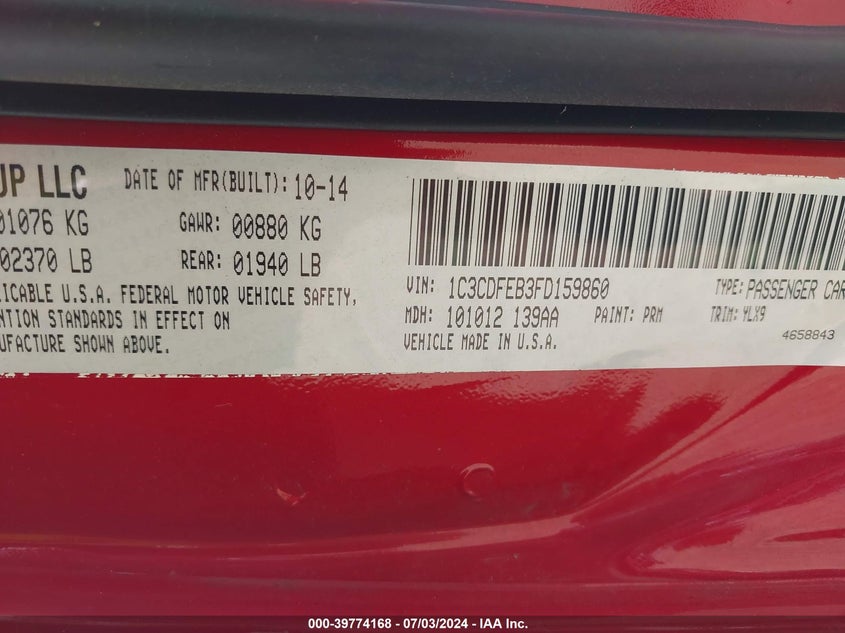 UP LLC DATE OF MFR(BUILT): 10-14
01076 KG GAWR: 00880 KG
02370 LB REAR: 01940 LB
LICABLE U.S.A. FEDERAL MOTOR VEHICLE SAFETY,
NTION STANDARDS IN EFFECT ON
UFACTURE SHOWN ABOVE.
VIN: 1C3CDFEB3FD159860 TYPE: PASSENGER CAR
MDH: 101012 139AA PAINT: PRM TRIM: YLX9
VEHICLE MADE IN U.S.A. 4658843
000-39774168 - 07/03/2024 - IAA Inc.